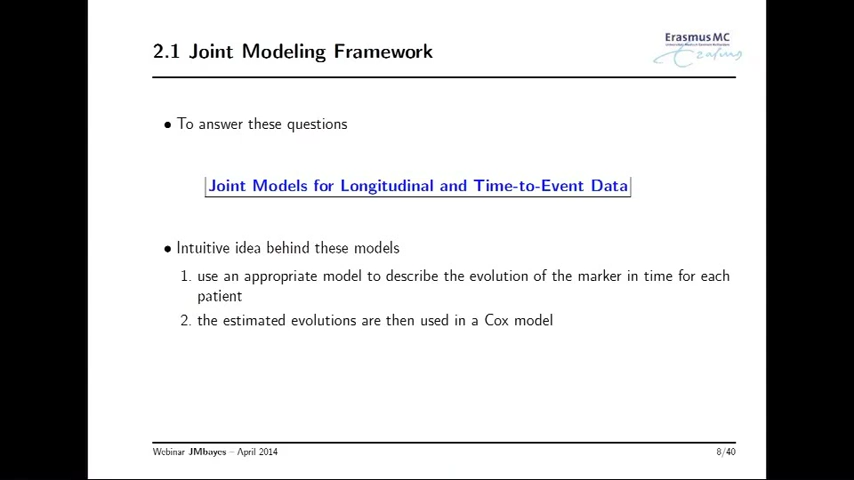 2.1 Joint Modeling Framework
Erasmus MC
• To answer these questions
Joint Models for Longitudinal and Time-to-Event Data
• Intuitive idea behind these models
1. use an appropriate model to describe the evolution of the marker in time for each
patient
2. the estimated evolutions are then used in a Cox model
Webinar JMbayes – April 2014
8/40